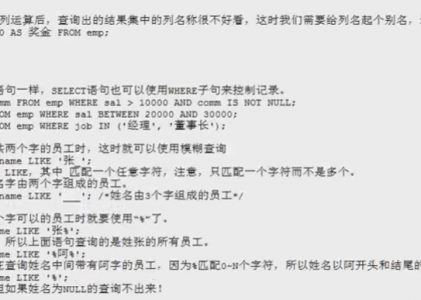 列运算后，查询出的结果集中的列名称很不好看，这时我们需要给列名起个别名，
0 AS 奖金 FROM emp;
语句一样，SELECT语句也可以使用WHERE子句来控制记录。
mm FROM emp WHERE sal > 10000 AND comm IS NOT NULL;
OM emp WHERE sal BETWEEN 20000 AND 30000;
OM emp WHERE job IN ('经理', '董事长');
两个字的员工时，这时就可以使用模糊查询
name LIKE '张_'
LIKE，其中_匹配一个任意字符，注意，只匹配一个字符而不是多个。
名字由两个字组成的员工。
name LIKE '___'; /*姓名由3个字组成的员工*/
个字可以的员工时就要使用“%”了。
me LIKE '张%';
，所以上面语句查询的是姓张的所有员工。
me LIKE '%阿%';
查询姓名中间带有阿字的员工，因为%匹配0~N个字符，所以姓名以阿开头和结尾的
me LIKE '%';
但如果姓名为NULL的查询不出来！